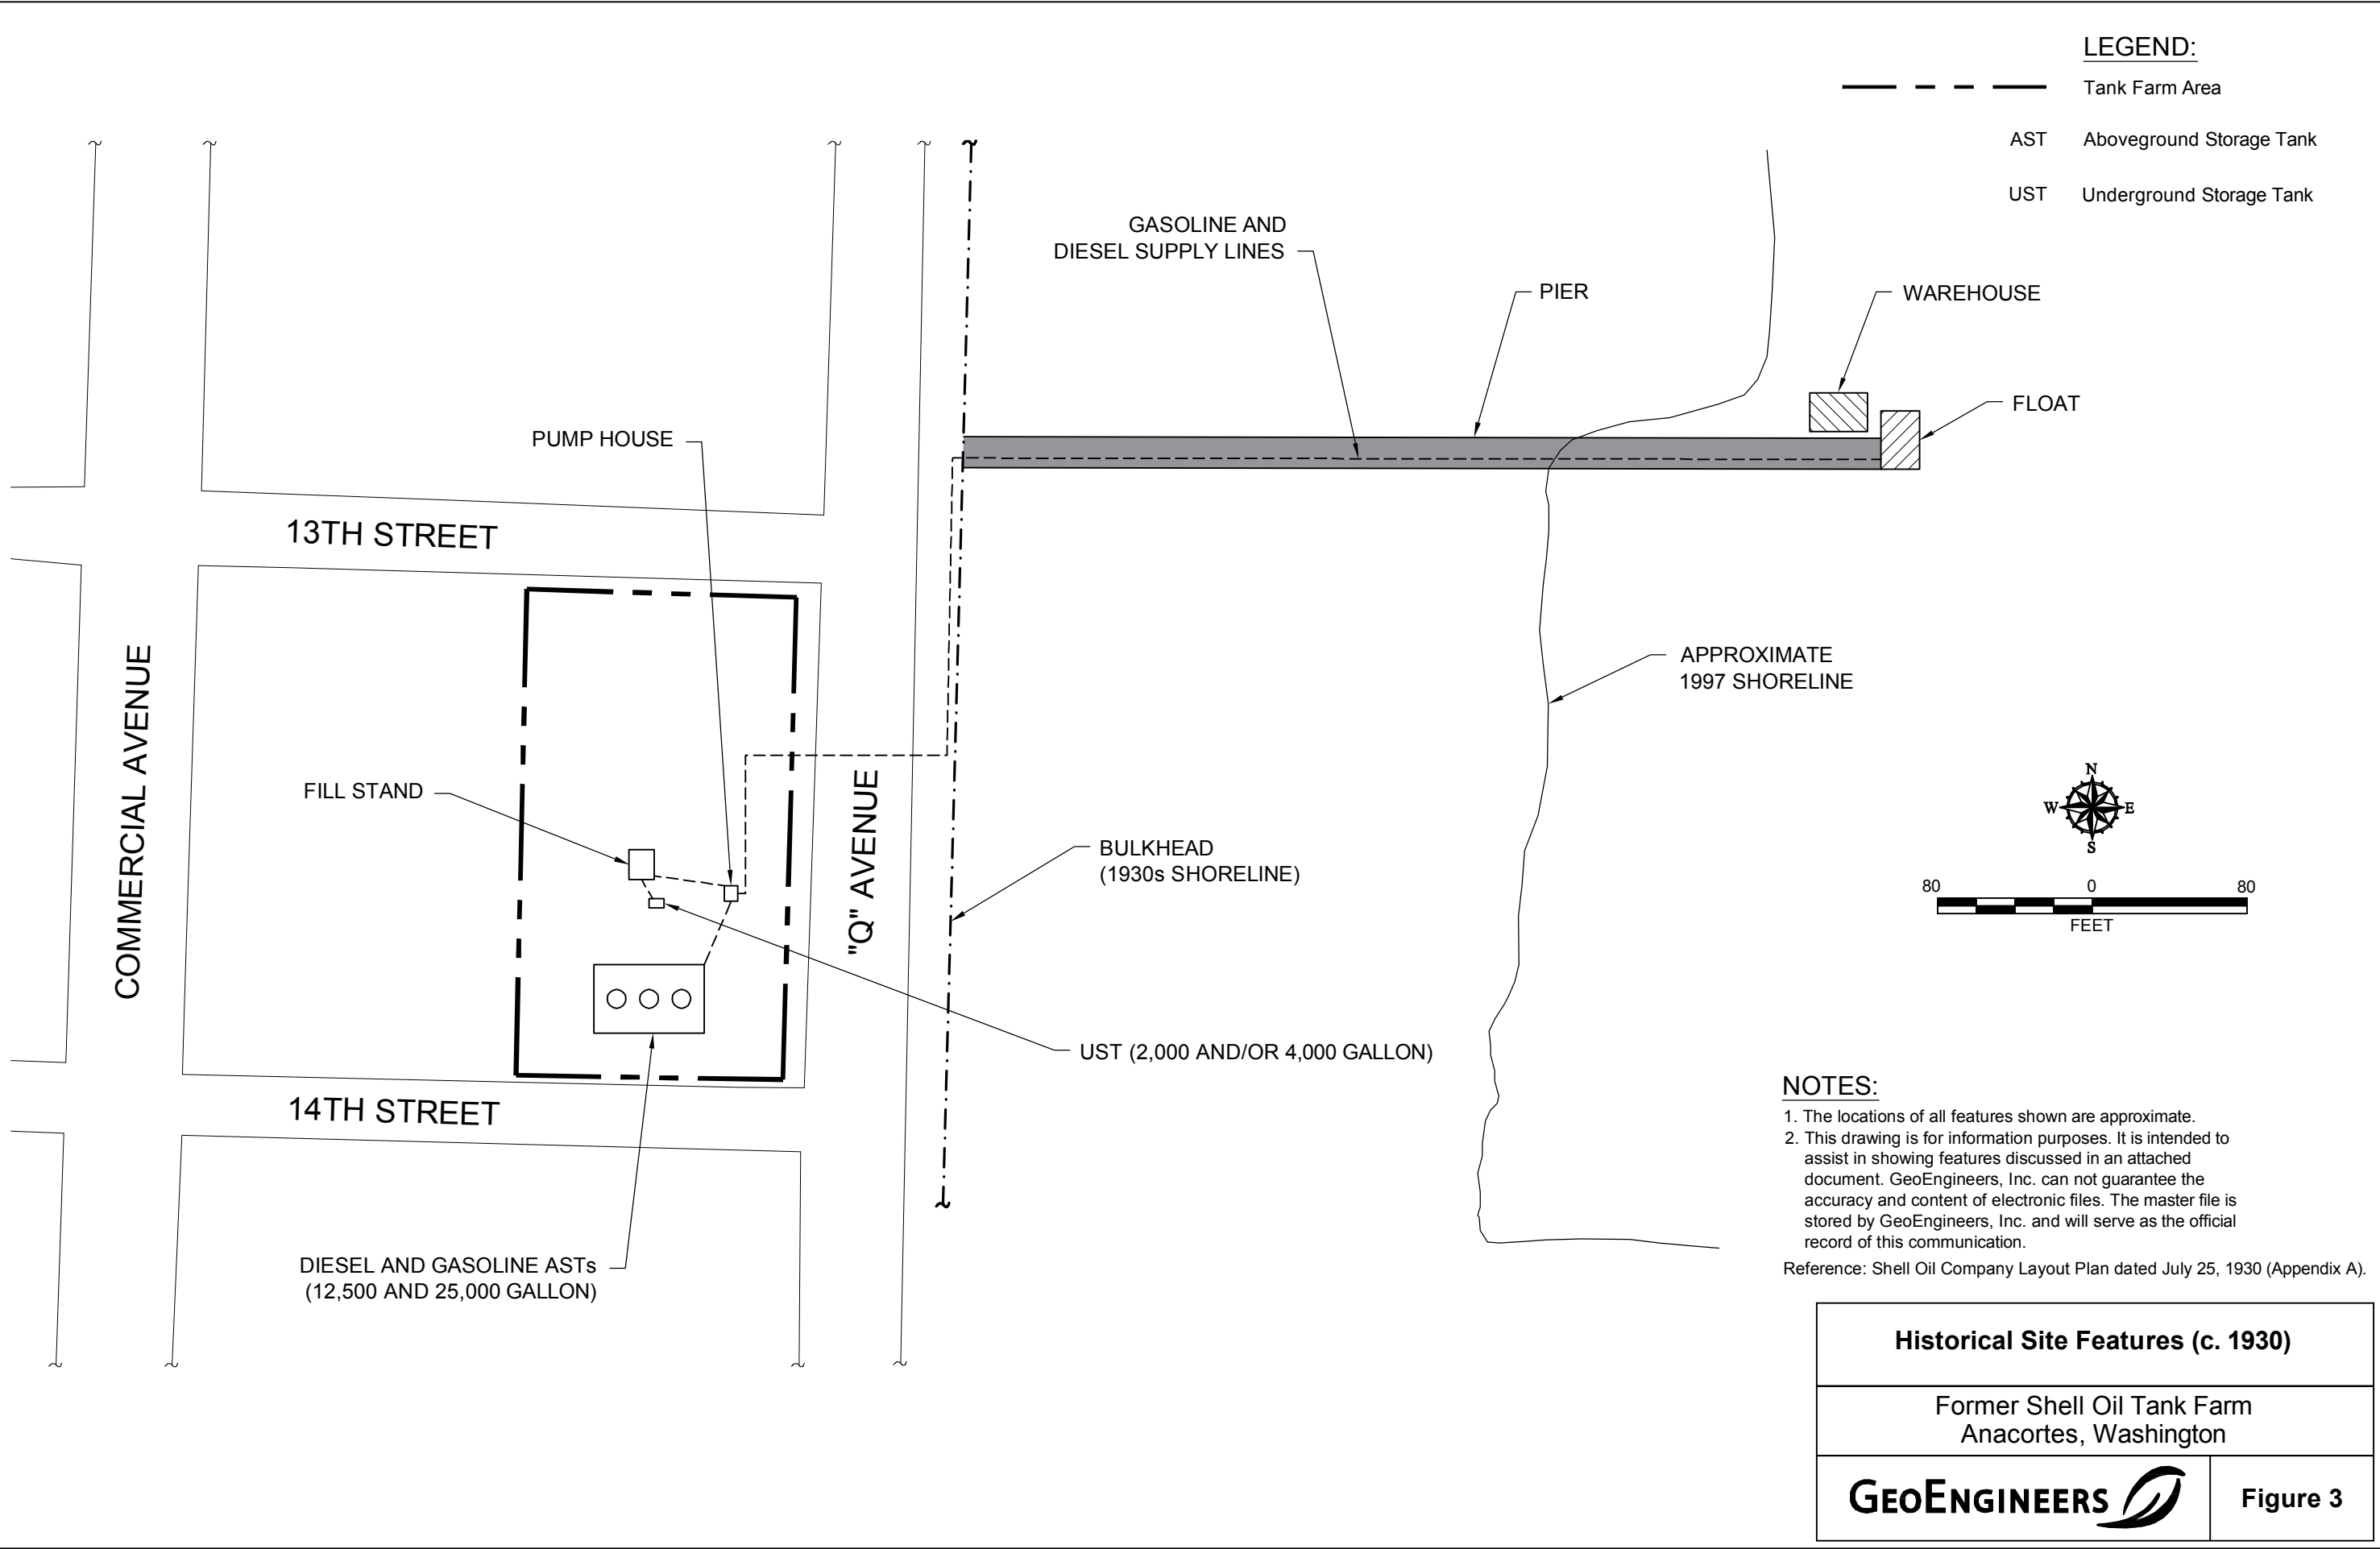 LEGEND:
Tank Farm Area
AST Aboveground Storage Tank
UST Underground Storage Tank
GASOLINE AND
DIESEL SUPPLY LINES
PIER
WAREHOUSE
FLOAT
PUMP HOUSE
13TH STREET
COMMERCIAL AVENUE
APPROXIMATE
1997 SHORELINE
FILL STAND
"Q" AVENUE
BULKHEAD
(1930s SHORELINE)
N
W E
S
80 0 80
FEET
UST (2,000 AND/OR 4,000 GALLON)
14TH STREET
DIESEL AND GASOLINE ASTs
(12,500 AND 25,000 GALLON)
NOTES:
1. The locations of all features shown are approximate.
2. This drawing is for information purposes. It is intended to
assist in showing features discussed in an attached
document. GeoEngineers, Inc. can not guarantee the
accuracy and content of electronic files. The master file is
stored by GeoEngineers, Inc. and will serve as the official
record of this communication.
Reference: Shell Oil Company Layout Plan dated July 25, 1930 (Appendix A).
Historical Site Features (c. 1930)
Former Shell Oil Tank Farm
Anacortes, Washington
GEOENGINEERS
Figure 3